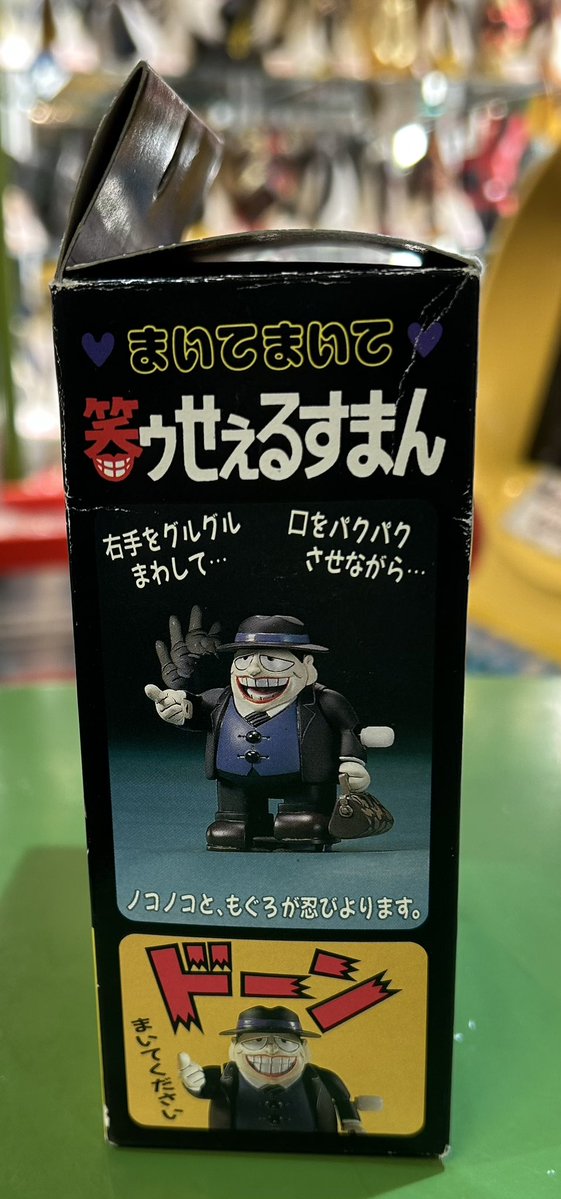 まいてまいて
笑ゥせぇるすまん
右手をグルグル
まわして…
口をパクパク
させながら…
ノコノコと、もぐろが忍びよります。
ドーン
まいてください